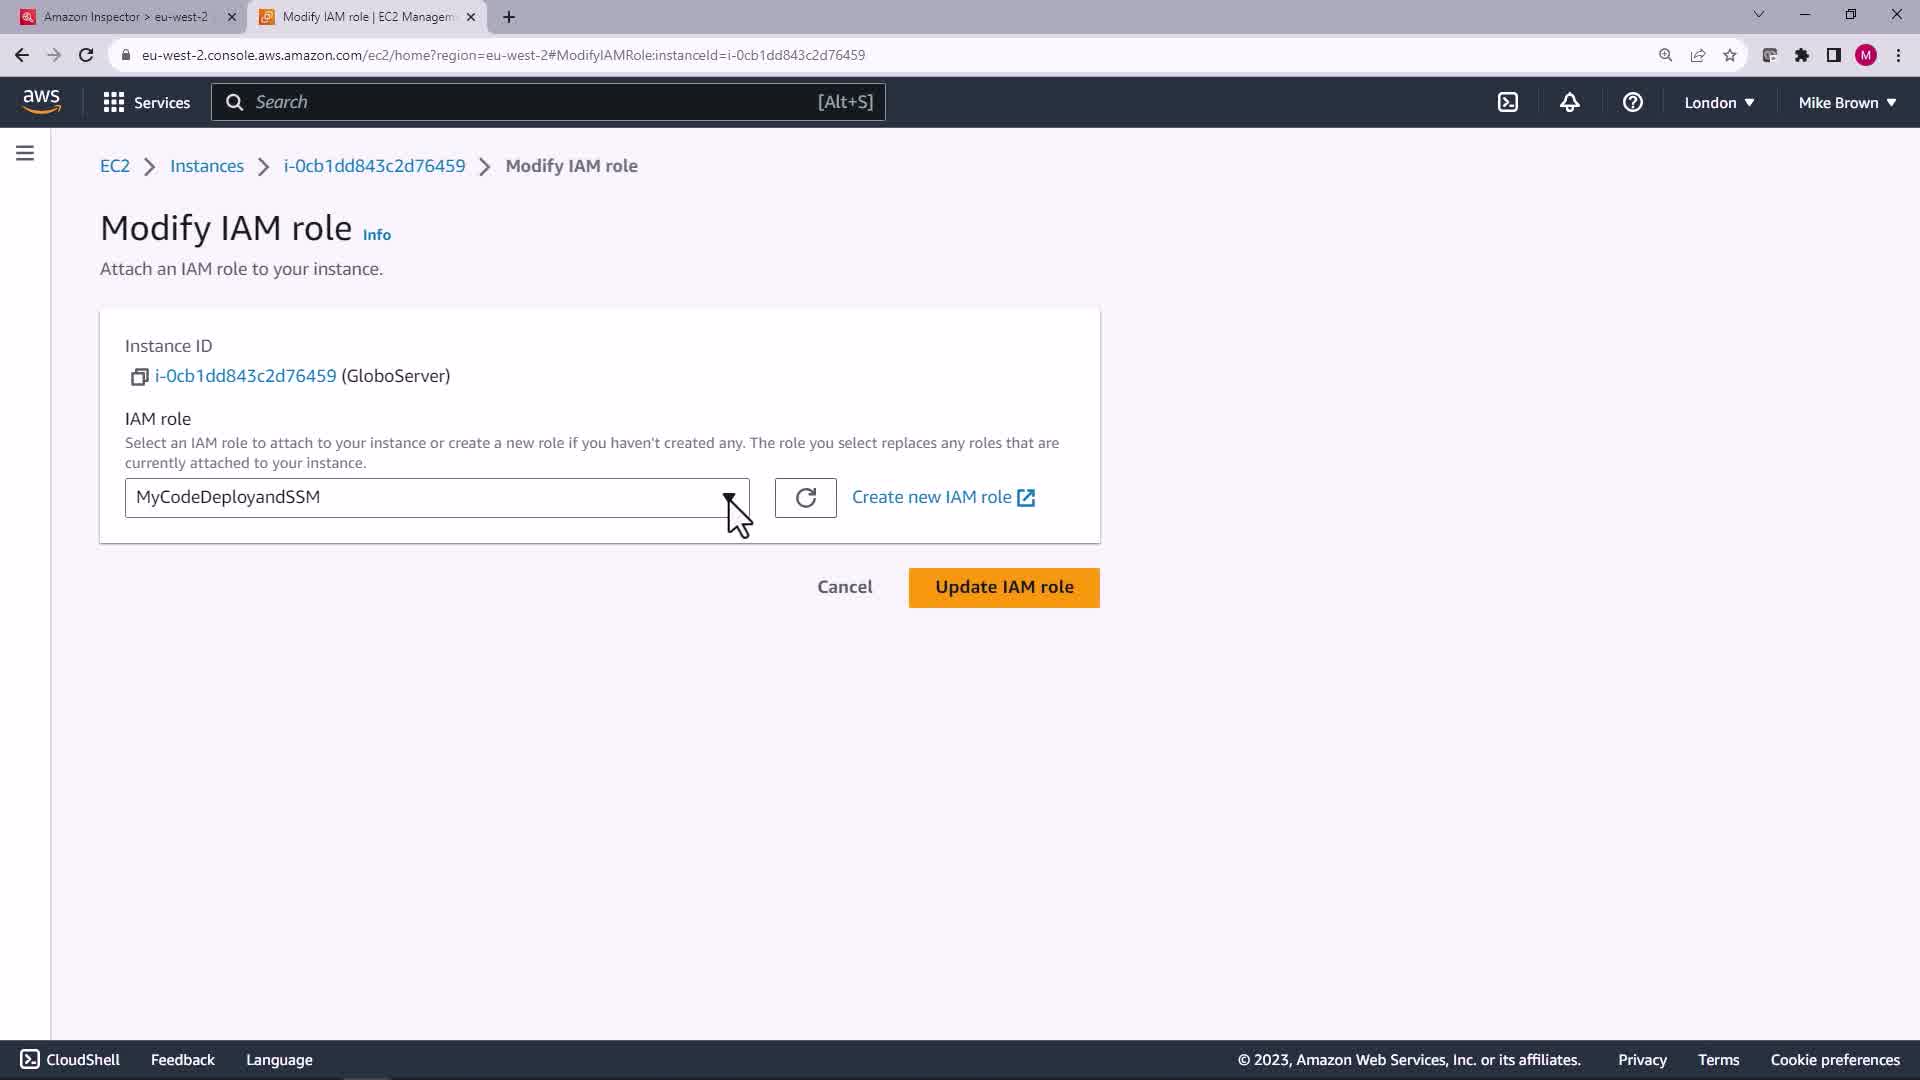 Amazon Inspector > eu-west-2
Modify IAM role | EC2 Managem
eu-west-2.console.aws.amazon.com/ec2/home?region=eu-west-2#ModifyIAMRole:instanceId=i-0cb1dd843c2d76459
M
aws
Services
Search
[Alt+S]
London
Mike Brown
EC2
Instances
i-0cb1dd843c2d76459
Modify IAM role
Modify IAM role Info
Attach an IAM role to your instance.
Instance ID
i-0cb1dd843c2d76459 (GloboServer)
IAM role
Select an IAM role to attach to your instance or create a new role if you haven't created any. The role you select replaces any roles that are
currently attached to your instance.
MyCodeDeployandSSM
Create new IAM role
Cancel
Update IAM role
CloudShell
Feedback
Language
© 2023, Amazon Web Services, Inc. or its affiliates.
Privacy
Terms
Cookie preferences